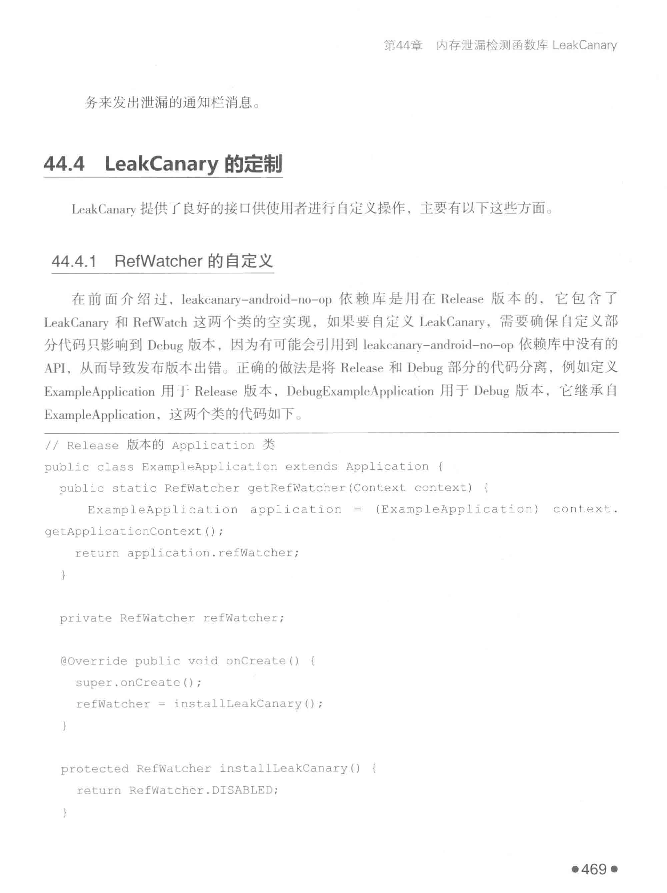 第44章 内存泄漏检测函数库 LeakCanary
务来发出泄漏的通知栏消息。
44.4 LeakCanary 的定制
LeakCanary 提供了良好的接口供使用者进行自定义操作，主要有以下这些方面。
44.4.1 RefWatcher 的自定义
在前面介绍过，leakcanary-android-no-op 依赖库是用在 Release 版本的，它包含了
LeakCanary 和 RefWatch 这两个类的空实现，如果要自定义 LeakCanary，需要确保自定义部
分代码只影响到 Debug 版本，因为有可能会引用到 leakcanary-android-no-op 依赖库中没有的
API，从而导致发布版本出错。正确的做法是将 Release 和 Debug 部分的代码分离，例如定义
ExampleApplication 用于 Release 版本，DebugExampleApplication 用于 Debug 版本，它继承自
ExampleApplication，这两个类的代码如下。
// Release 版本的 Application 类
public class ExampleApplication extends Application {
public static RefWatcher getRefWatcher(Context context) {
ExampleApplication application = (ExampleApplication) context.
getApplicationContext();
return application.refWatcher;
}
private RefWatcher refWatcher;
@Override public void onCreate() {
super.onCreate();
refWatcher = installLeakCanary();
}
protected RefWatcher installLeakCanary() {
return RefWatcher.DISABLED;
}
●469●